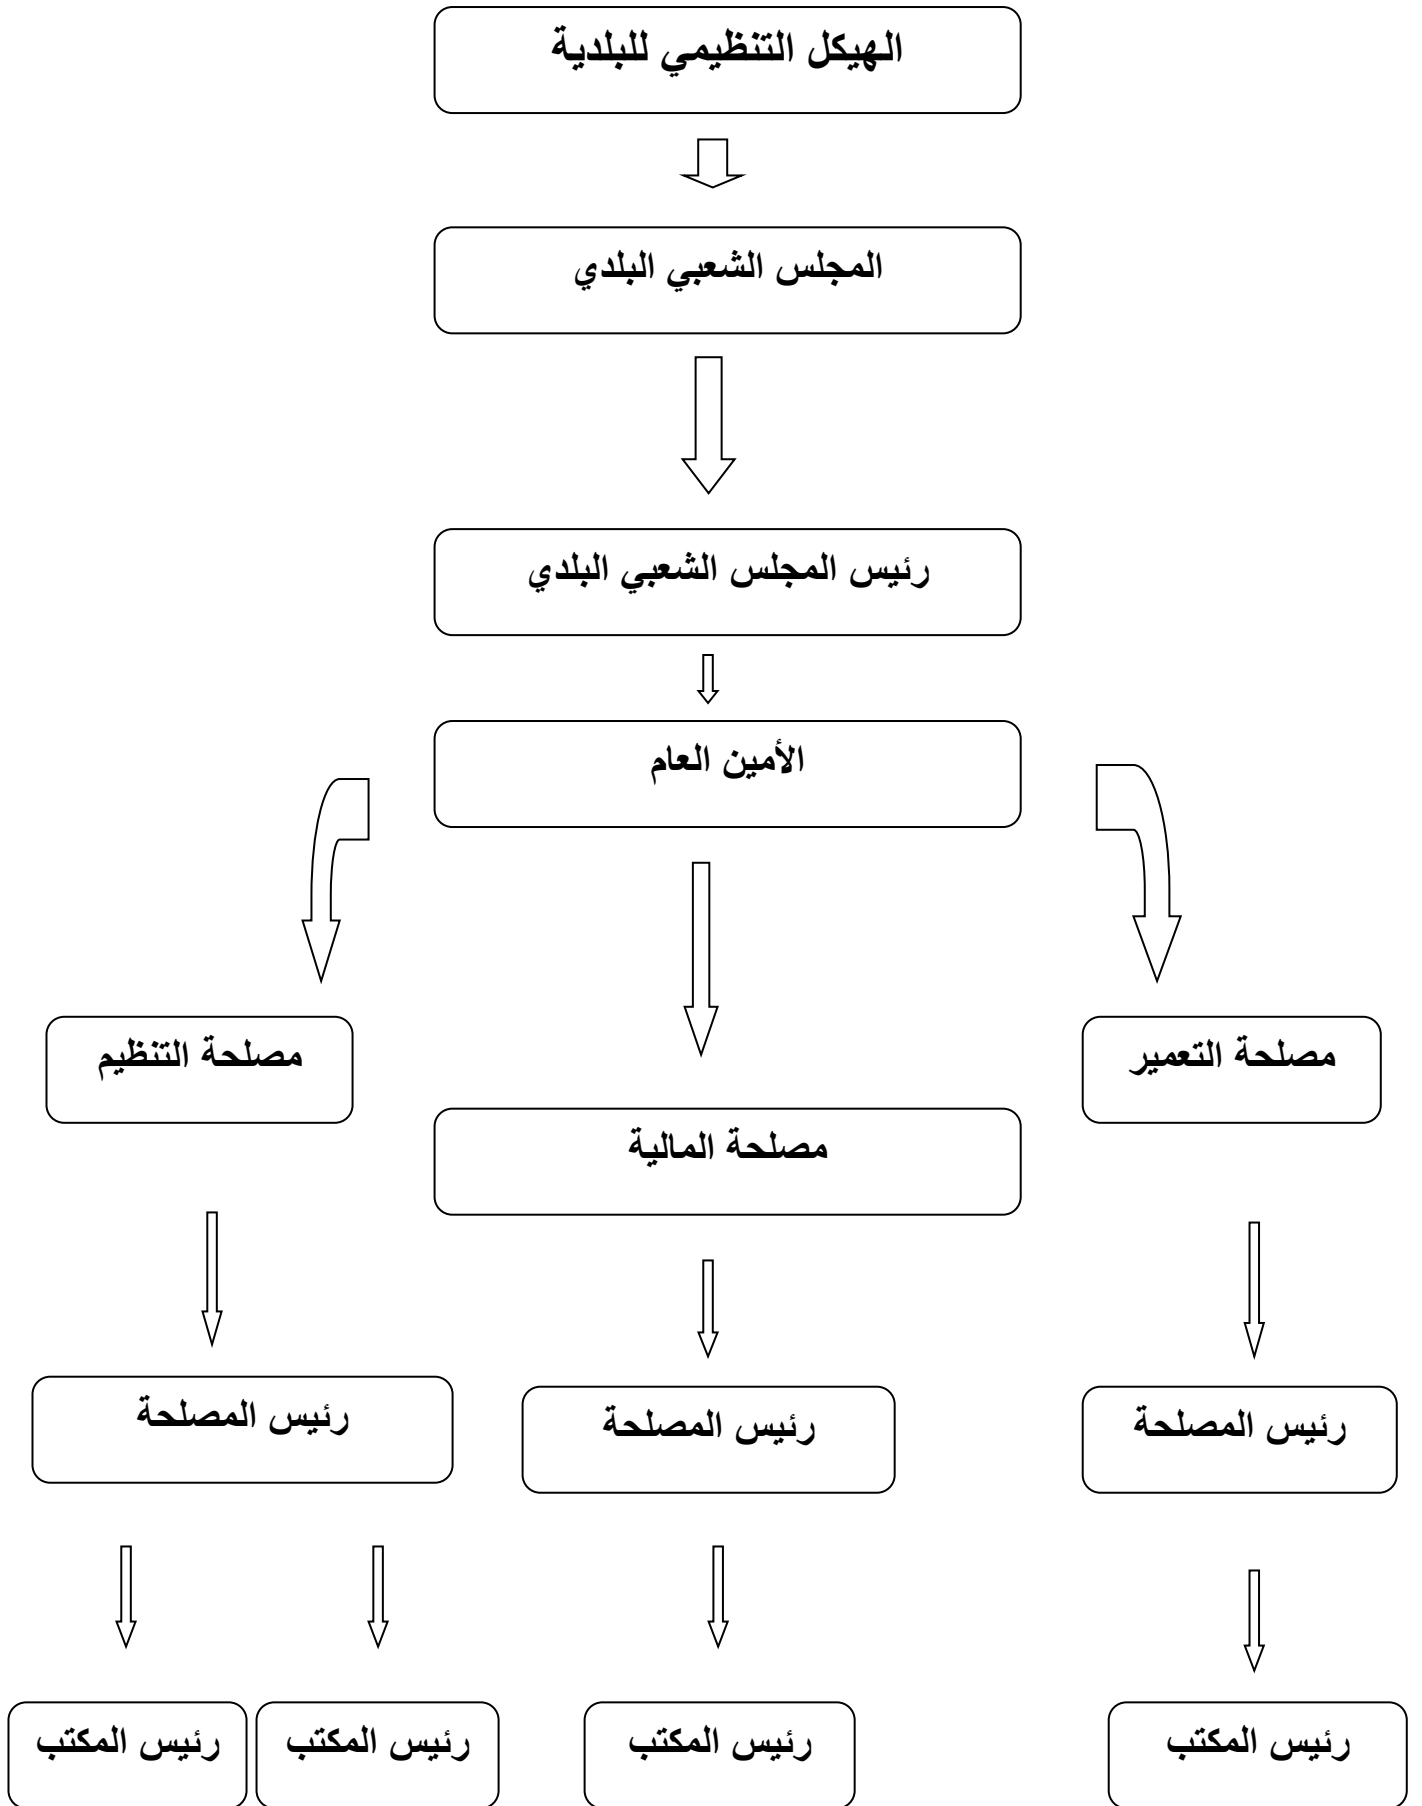 الهيكل التنظيمي للبلدية
المجلس الشعبي البلدي
رئيس المجلس الشعبي البلدي
الأمين العام
مصلحة التعمير
مصلحة التنظيم
مصلحة المالية
رئيس المصلحة
رئيس المصلحة
رئيس المصلحة
رئيس المكتب
رئيس المكتب
رئيس المكتب
رئيس المكتب